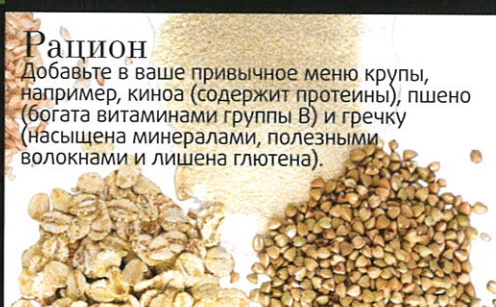 Рацион
Добавьте в ваше привычное меню крупы,
например, киноа (содержит протеины), пшено
(богата витаминами группы B) и гречку
(насыщена минералами, полезными
волокнами и лишена глютена).